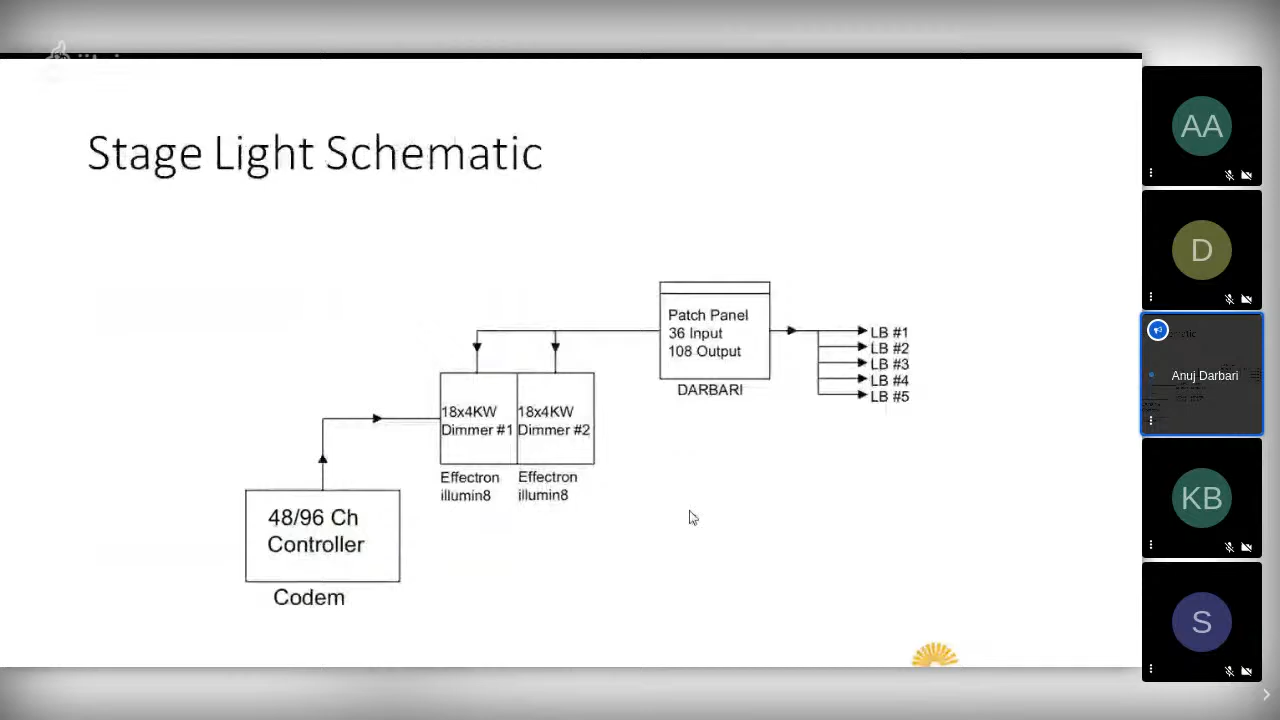 Stage Light Schematic
Patch Panel
36 Input
108 Output
DARBARI
LB #1
LB #2
LB #3
LB #4
LB #5
18x4KW
Dimmer #1
18x4KW
Dimmer #2
Effectron
illumin8
Effectron
illumin8
48/96 Ch
Controller
Codem
AA
D
Anuj Darbari
KB
S